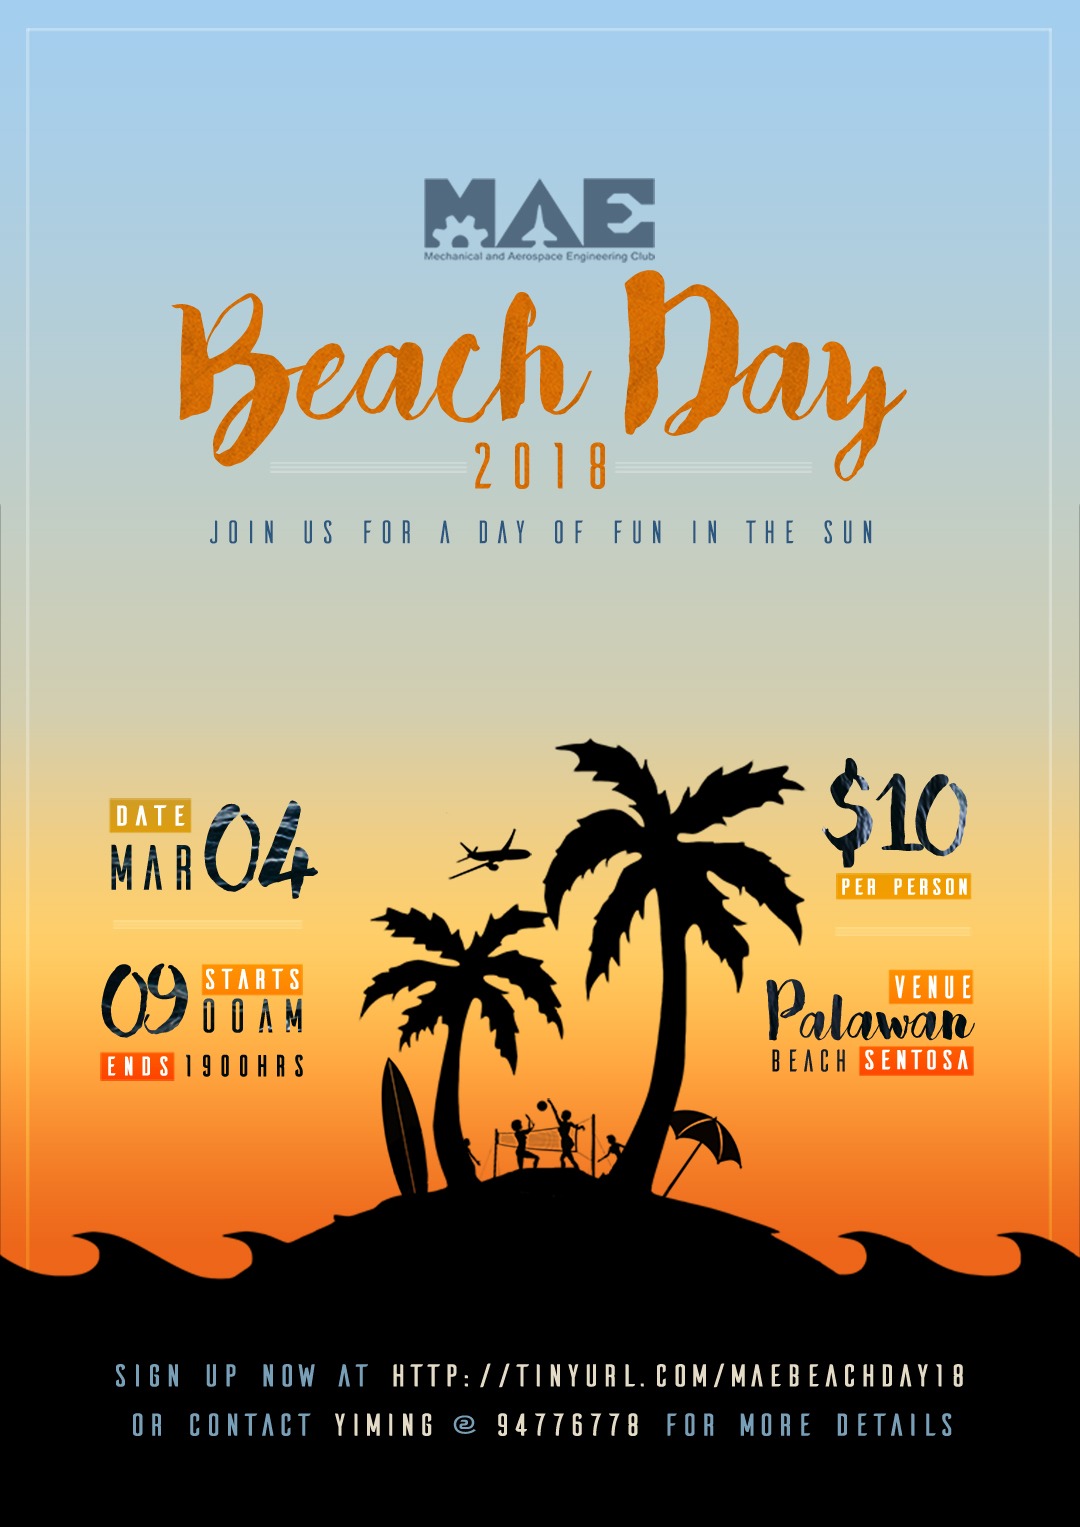 MAE
Mechanical and Aerospace Engineering Club
Beach Day
2018
JOIN US FOR A DAY OF FUN IN THE SUN
DATE
MAR 04
STARTS
09 00AM
ENDS 1900HRS
$10
PER PERSON
VENUE
Palawan
BEACH SENTOSA
SIGN UP NOW AT HTTP://TINYURL.COM/MAEBEACHDAY18
OR CONTACT YIMING @ 94776778 FOR MORE DETAILS